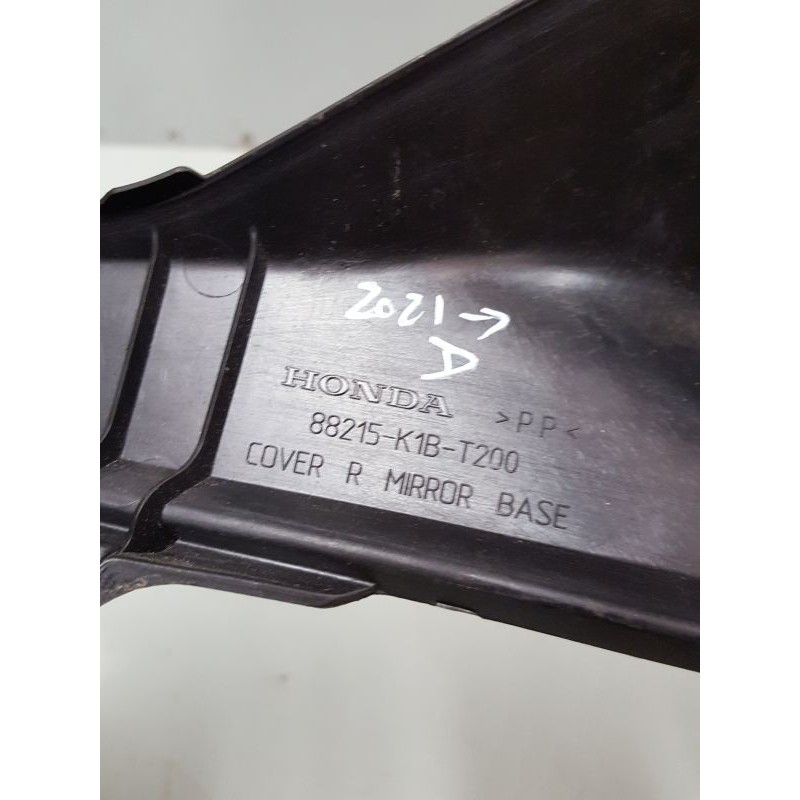 2021→
A
HONDA >PP<
88215-K1B-T200
COVER R MIRROR BASE